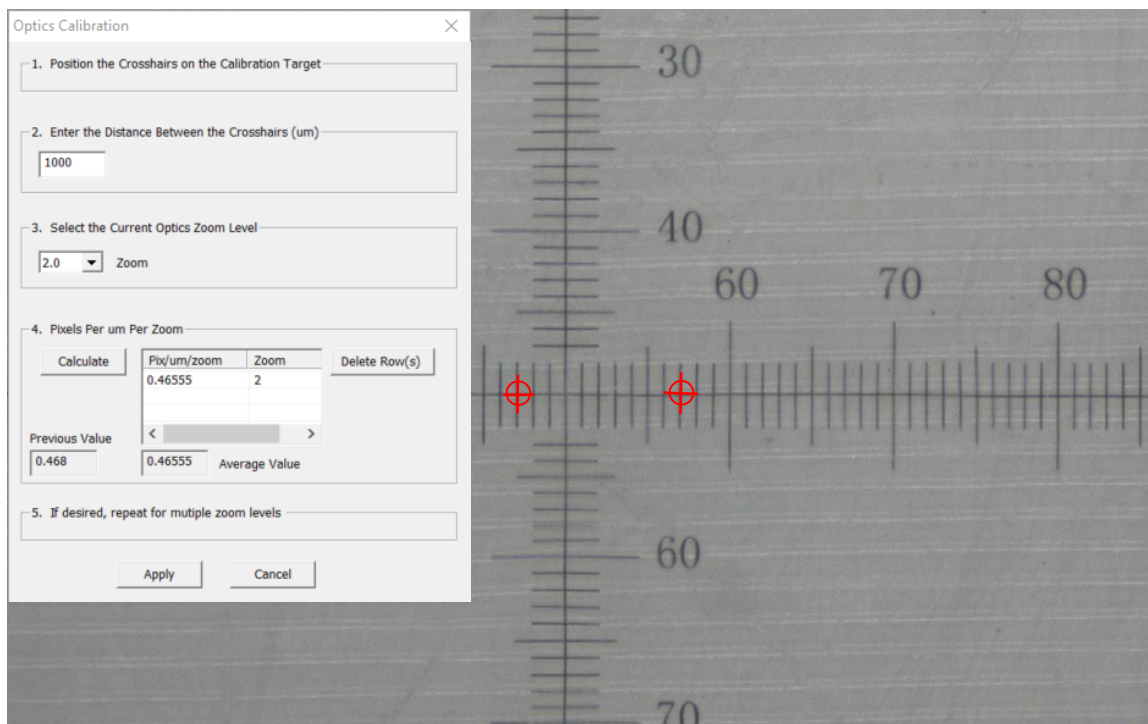 Optics Calibration
1. Position the Crosshairs on the Calibration Target
2. Enter the Distance Between the Crosshairs (um)
1000
3. Select the Current Optics Zoom Level
2.0 Zoom
4. Pixels Per um Per Zoom
Calculate
Pix/um/zoom Zoom
0.46555 2
Delete Row(s)
Previous Value
0.468
0.46555 Average Value
5. If desired, repeat for mutiple zoom levels
Apply Cancel
30
40
60 70 80
60
70